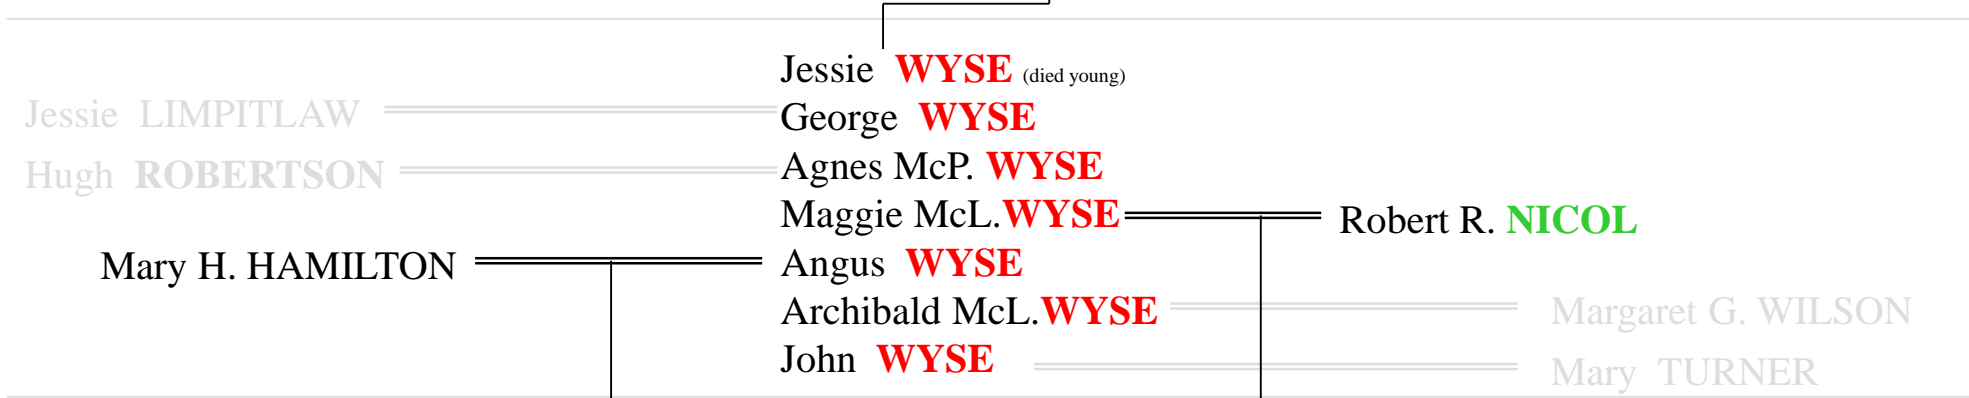 Jessie WYSE (died young)
Jessie LIMPITLAW George WYSE
Hugh ROBERTSON Agnes McP. WYSE
Maggie McL.WYSE Robert R. NICOL
Mary H. HAMILTON Angus WYSE
Archibald McL.WYSE Margaret G. WILSON
John WYSE Mary TURNER